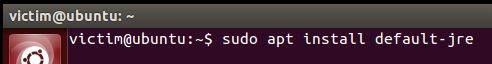 victim@ubuntu: ~
victim@ubuntu:~$ sudo apt install default-jre